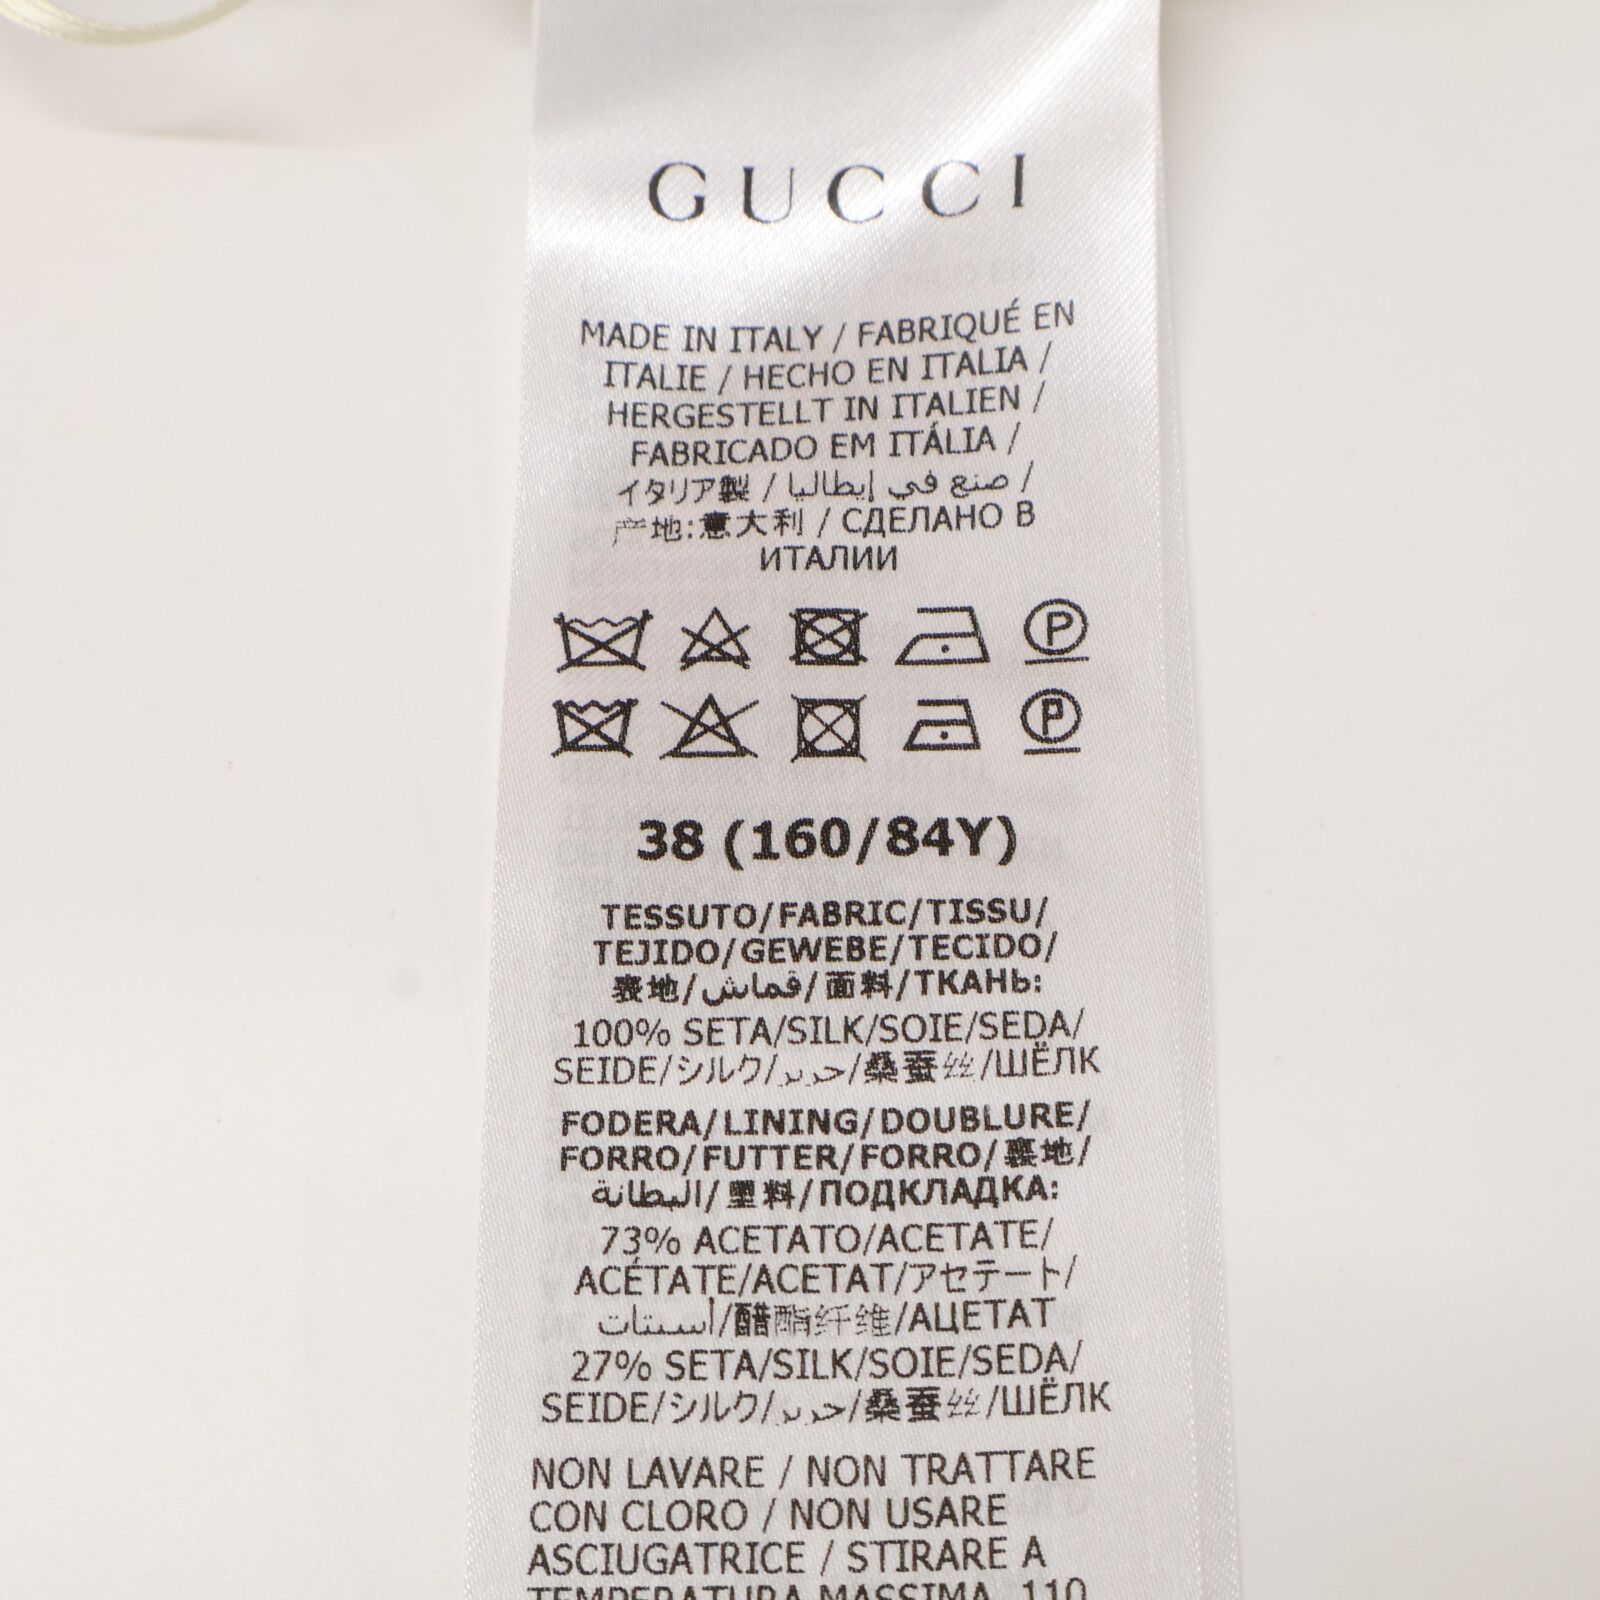 GUCCI
MADE IN ITALY / FABRIQUÉ EN
ITALIE / HECHO EN ITALIA /
HERGESTELLT IN ITALIEN /
FABRICADO EM ITÁLIA /
イタリア製 / صنع في إيطاليا /
产地:意大利 / СДЕЛАНО В
ИТАЛИИ
P
P
38 (160/84Y)
TESSUTO/FABRIC/TISSU/
TEJIDO/GEWEBE/TECIDO/
表地/قماش/面料/ТКАНЬ:
100% SETA/SILK/SOIE/SEDA/
SEIDE/シルク/حرير/桑蚕丝/ШЁЛК
FODERA/LINING/DOUBLURE/
FORRO/FUTTER/FORRO/裏地/
البطانة/里料/ПОДКЛАДКА:
73% ACETATO/ACETATE/
ACÉTATE/ACETAT/アセテート/
أسيتات/醋酯纤维/АЦЕТАТ
27% SETA/SILK/SOIE/SEDA/
SEIDE/シルク/حرير/桑蚕丝/ШЁЛК
NON LAVARE / NON TRATTARE
CON CLORO / NON USARE
ASCIUGATRICE / STIRARE A
TEMPERATURA MASSIMA 110